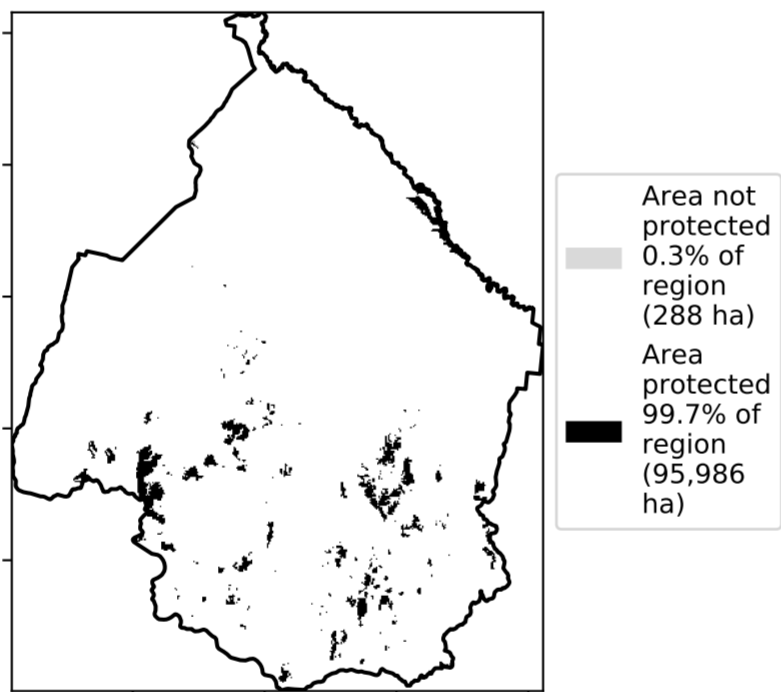 Area not
protected
0.3% of
region
(288 ha)
Area
protected
99.7% of
region
(95,986
ha)